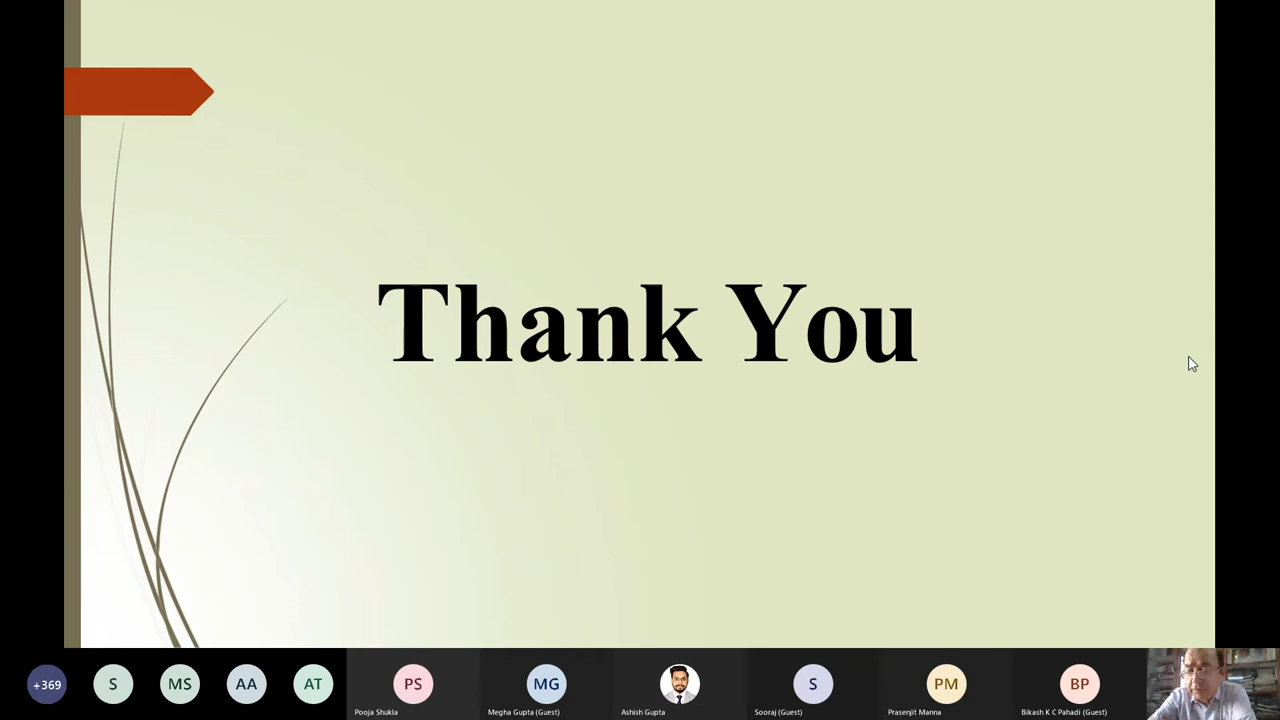 Thank You
+369
S
MS
AA
AT
PS
MG
S
PM
BP
Pooja Shukla
Megha Gupta (Guest)
Ashish Gupta
Sooraj (Guest)
Prasenjit Manna
Bikash K C Pahadi (Guest)